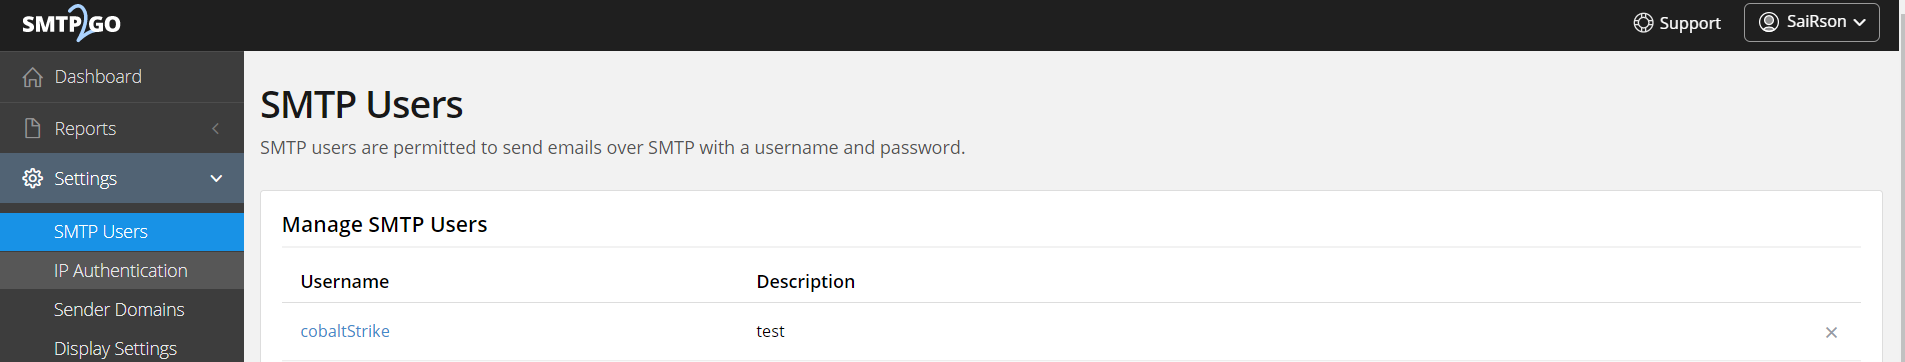 SMTP2GO
Support
SaiRson
Dashboard
Reports
Settings
SMTP Users
IP Authentication
Sender Domains
Display Settings
SMTP Users
SMTP users are permitted to send emails over SMTP with a username and password.
Manage SMTP Users
Username Description
cobaltStrike test